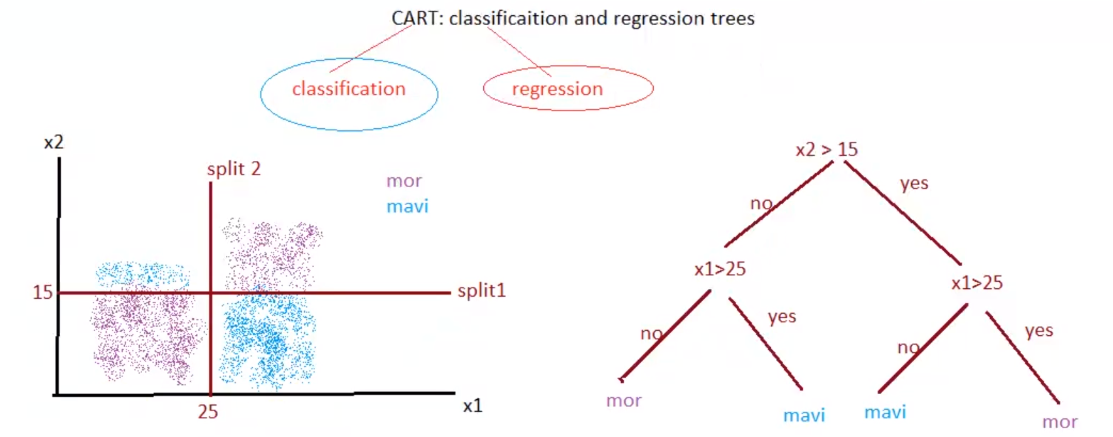 CART: classificaition and regression trees
classification
regression
x2
split 2
mor
mavi
15
split1
25
x1
x2 > 15
no
yes
x1>25
x1>25
no
yes
no
yes
mor
mavi
mavi
mor